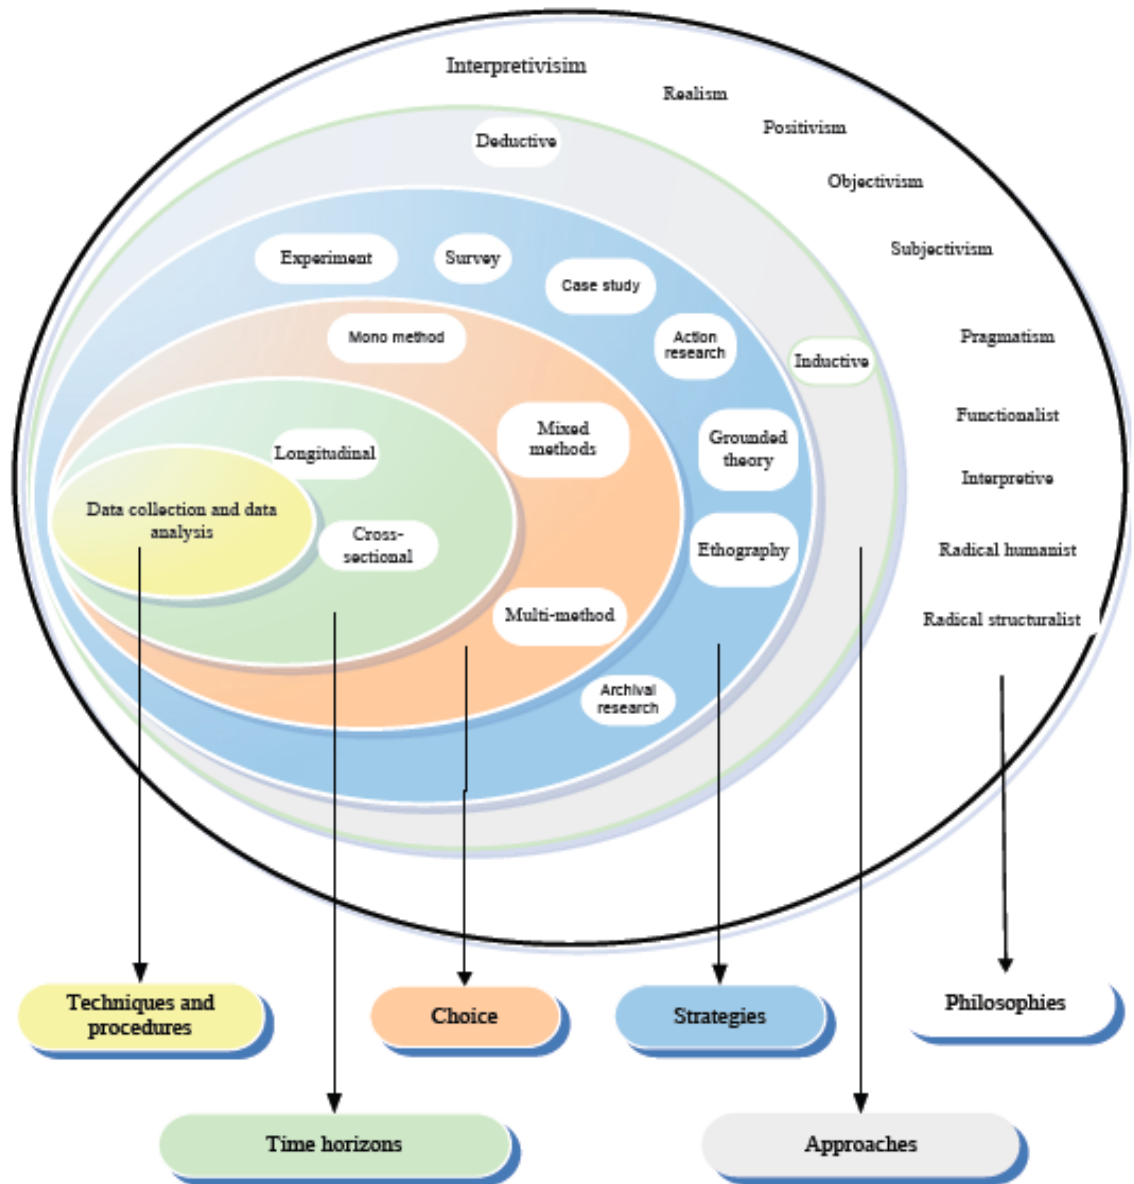 Interpretivisim
Realism
Positivism
Deductive
Objectivism
Subjectivism
Experiment
Survey
Case study
Mono method
Action
research
Pragmatism
Inductive
Functionalist
Mixed
methods
Grounded
theory
Longitudinal
Interpretive
Data collection and data
analysis
Cross-
sectional
Ethography
Radical humanist
Multi-method
Radical structuralist
Archival
research
Techniques and
procedures
Choice
Strategies
Philosophies
Time horizons
Approaches